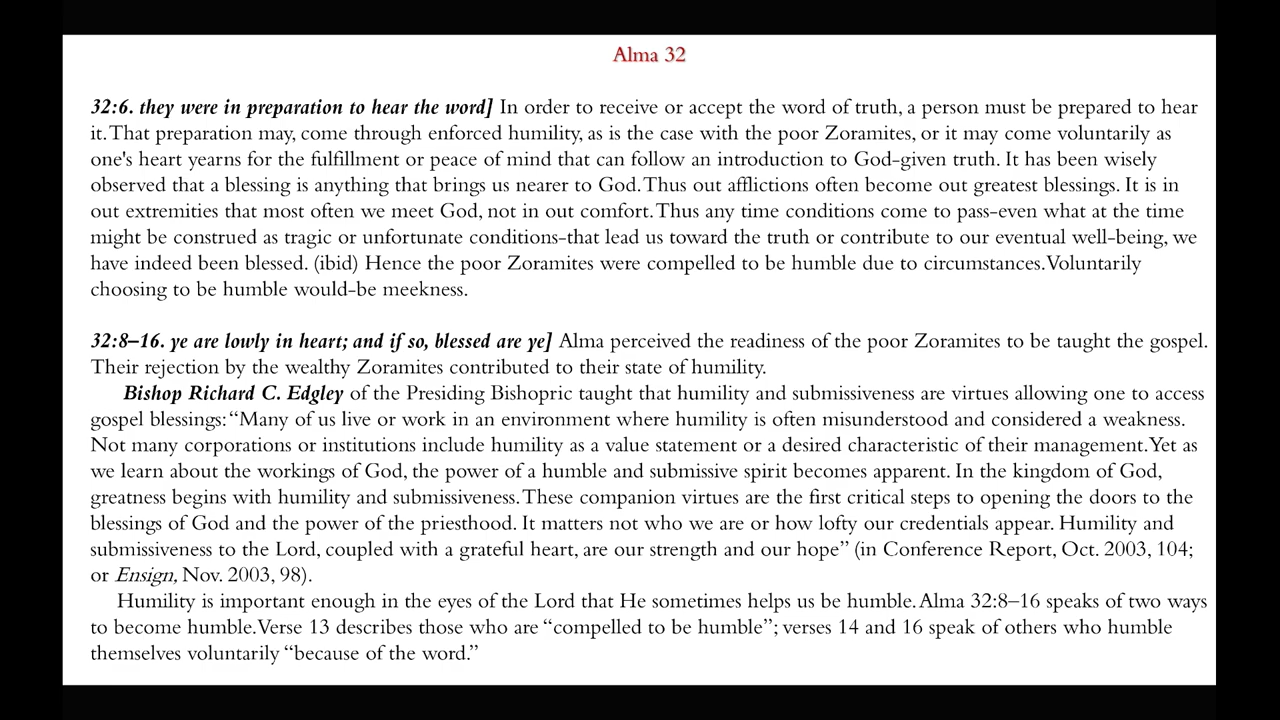 Alma 32
32:6. they were in preparation to hear the word] In order to receive or accept the word of truth, a person must be prepared to hear
it. That preparation may, come through enforced humility, as is the case with the poor Zoramites, or it may come voluntarily as
one's heart yearns for the fulfillment or peace of mind that can follow an introduction to God-given truth. It has been wisely
observed that a blessing is anything that brings us nearer to God. Thus out afflictions often become out greatest blessings. It is in
out extremities that most often we meet God, not in out comfort. Thus any time conditions come to pass-even what at the time
might be construed as tragic or unfortunate conditions-that lead us toward the truth or contribute to our eventual well-being, we
have indeed been blessed. (ibid) Hence the poor Zoramites were compelled to be humble due to circumstances. Voluntarily
choosing to be humble would-be meekness.
32:8–16. ye are lowly in heart; and if so, blessed are ye] Alma perceived the readiness of the poor Zoramites to be taught the gospel.
Their rejection by the wealthy Zoramites contributed to their state of humility.
Bishop Richard C. Edgley of the Presiding Bishopric taught that humility and submissiveness are virtues allowing one to access
gospel blessings: “Many of us live or work in an environment where humility is often misunderstood and considered a weakness.
Not many corporations or institutions include humility as a value statement or a desired characteristic of their management. Yet as
we learn about the workings of God, the power of a humble and submissive spirit becomes apparent. In the kingdom of God,
greatness begins with humility and submissiveness. These companion virtues are the first critical steps to opening the doors to the
blessings of God and the power of the priesthood. It matters not who we are or how lofty our credentials appear. Humility and
submissiveness to the Lord, coupled with a grateful heart, are our strength and our hope” (in Conference Report, Oct. 2003, 104;
or Ensign, Nov. 2003, 98).
Humility is important enough in the eyes of the Lord that He sometimes helps us be humble. Alma 32:8–16 speaks of two ways
to become humble. Verse 13 describes those who are “compelled to be humble”; verses 14 and 16 speak of others who humble
themselves voluntarily “because of the word.”